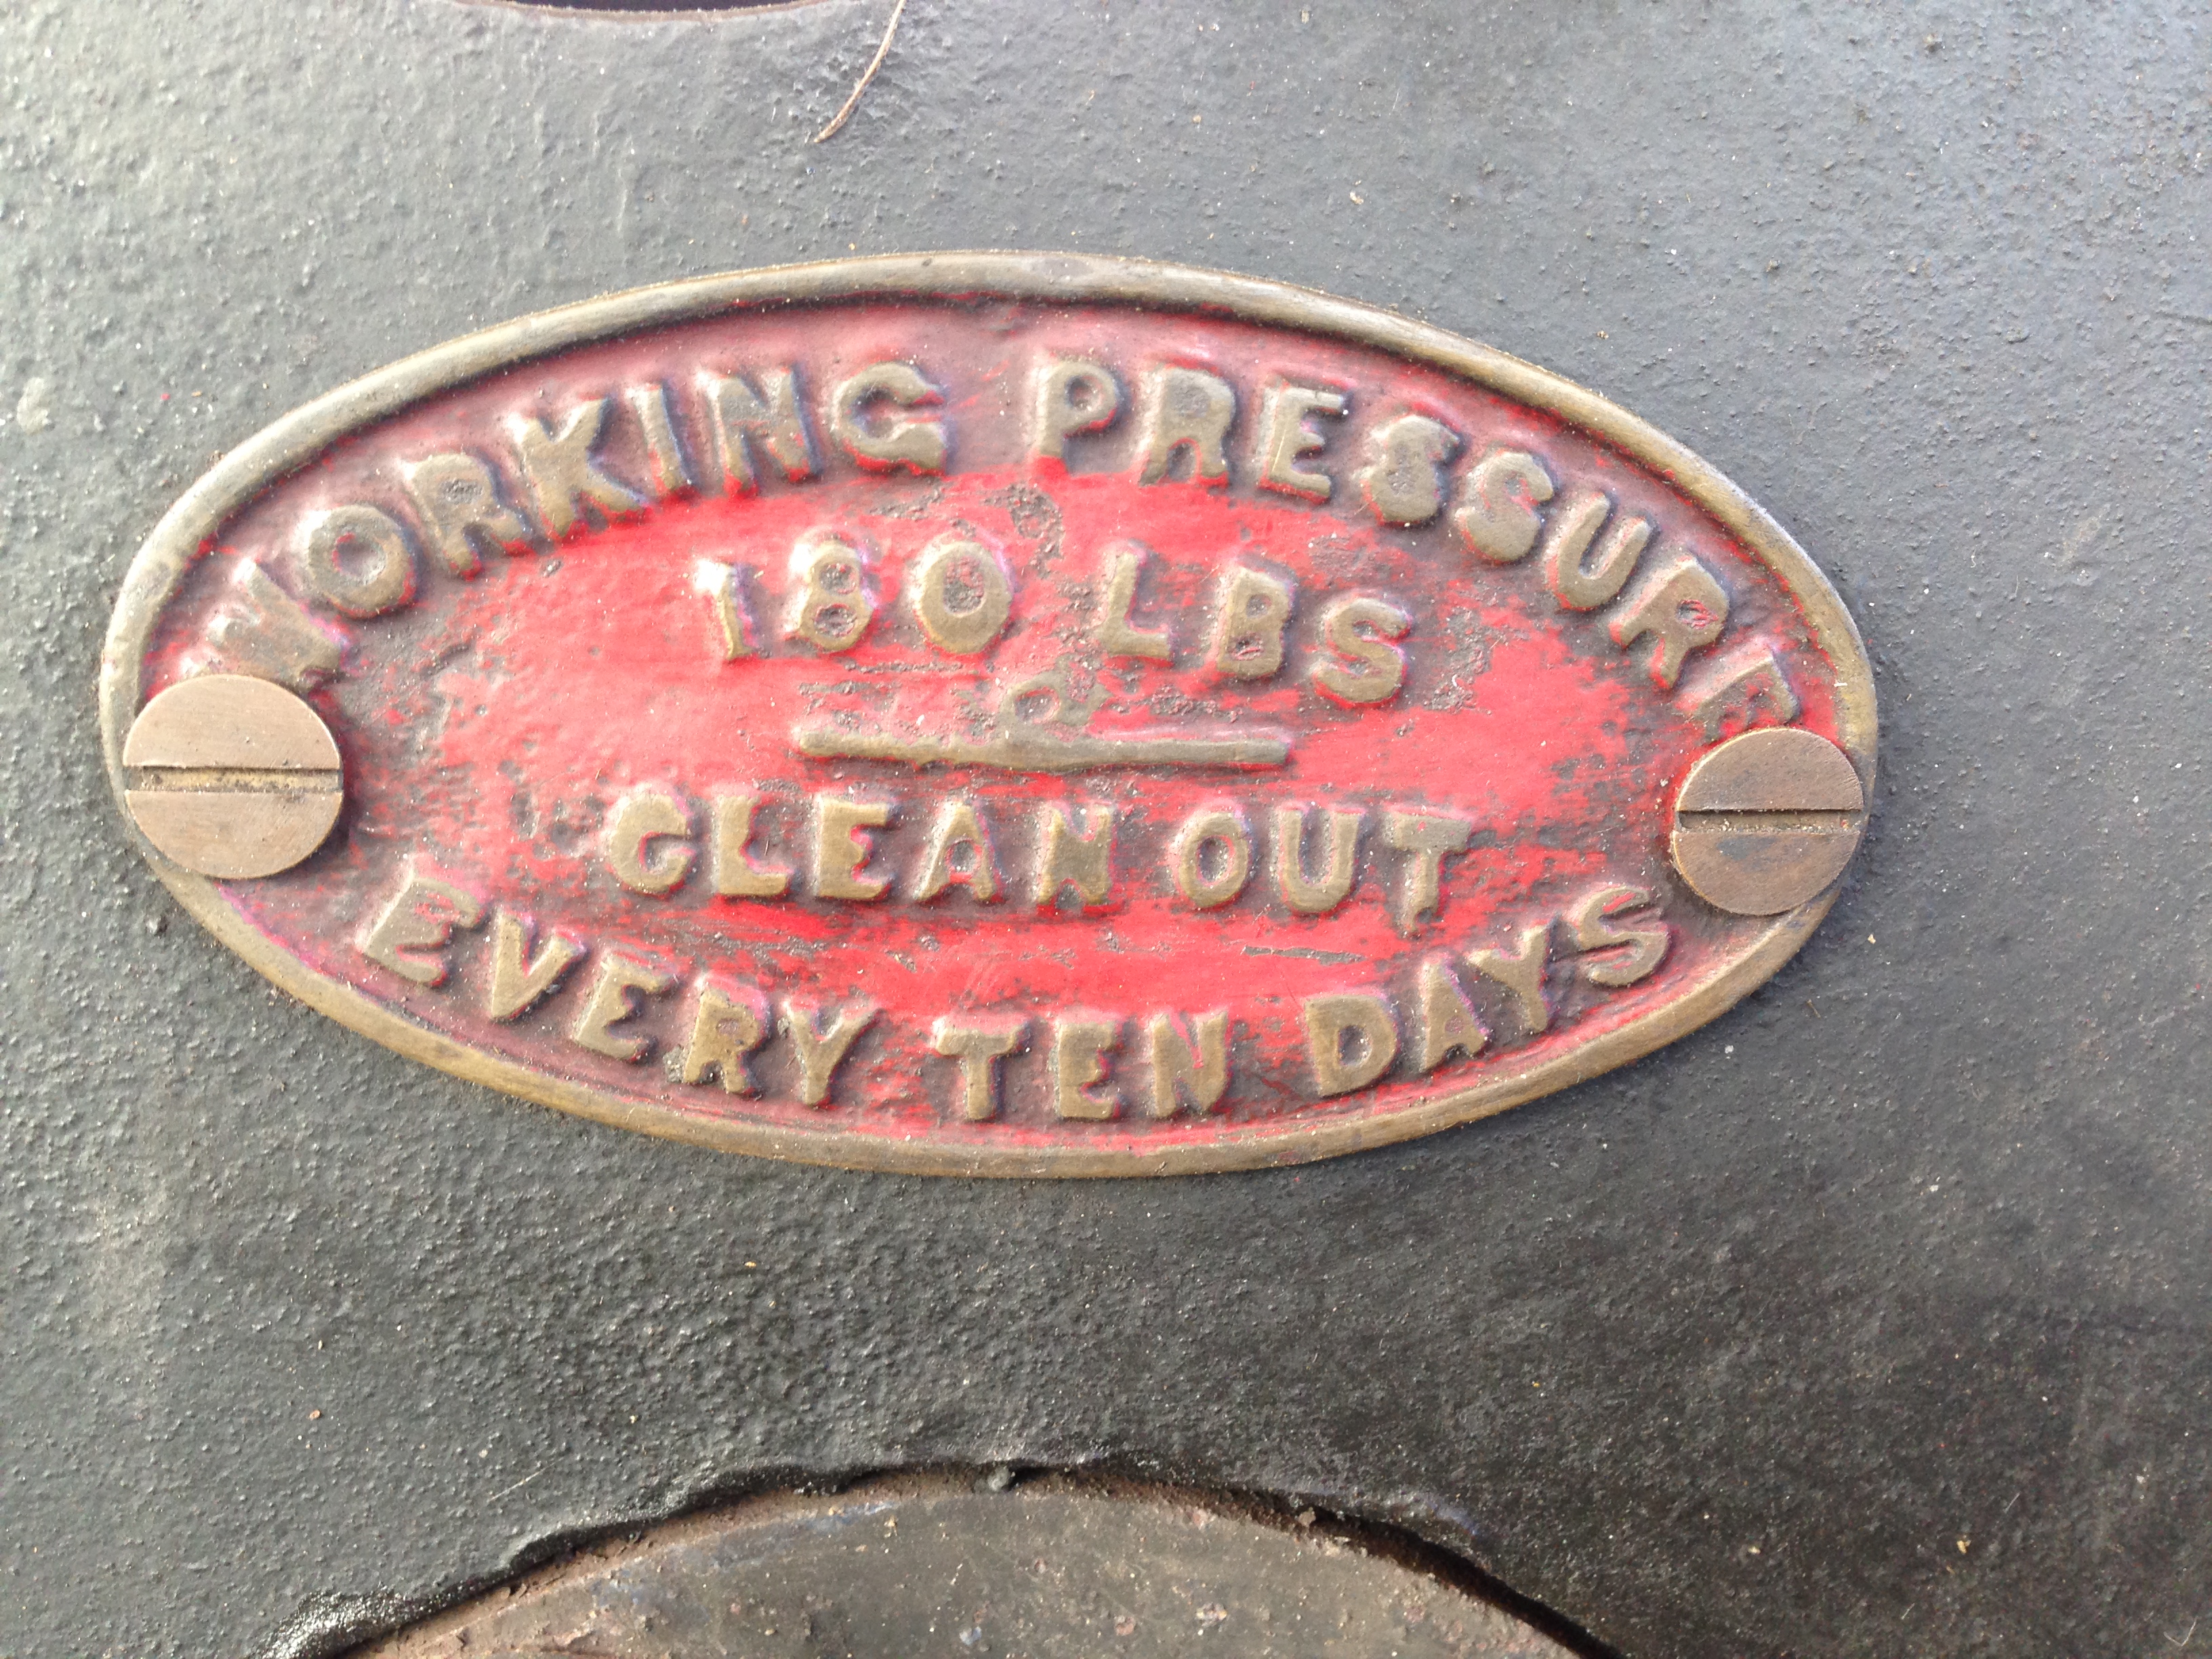 WORKING PRESSURE
180 LBS
CLEAN OUT
EVERY TEN DAYS